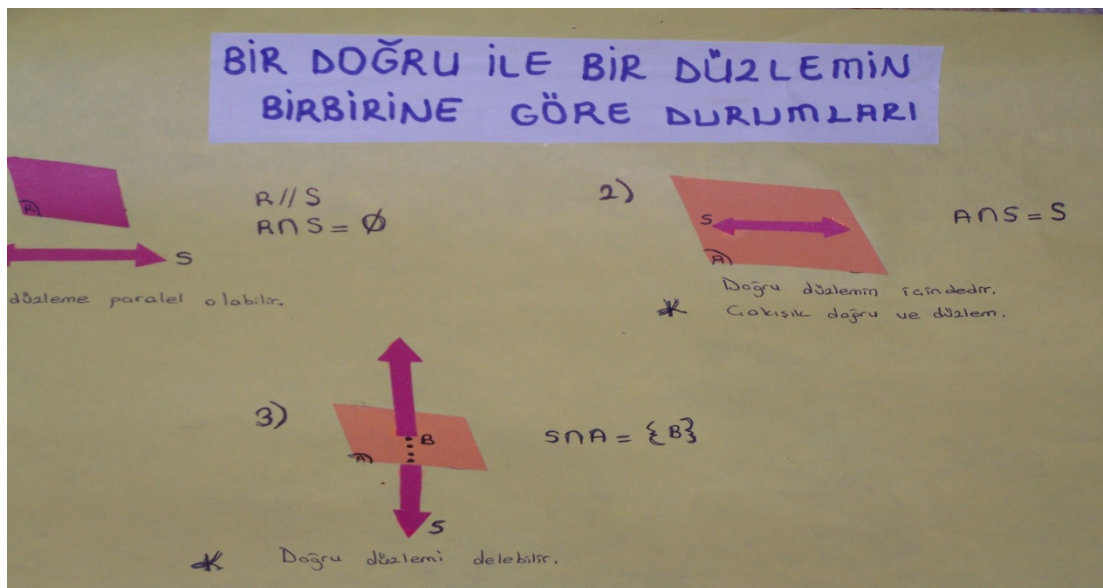 BİR DOĞRU İLE BİR DÜZLEMİN
BİRBİRİNE GÖRE DURUMLARI
R
R//S
R∩S = Ø
S
düzleme paralel olabilir.
2)
S
A
A∩S = S
Doğru düzlemin içindedir.
* Çakışık doğru ve düzlem.
3)
B
A
S
S∩A = {B}
* Doğru düzlemi delebilir.